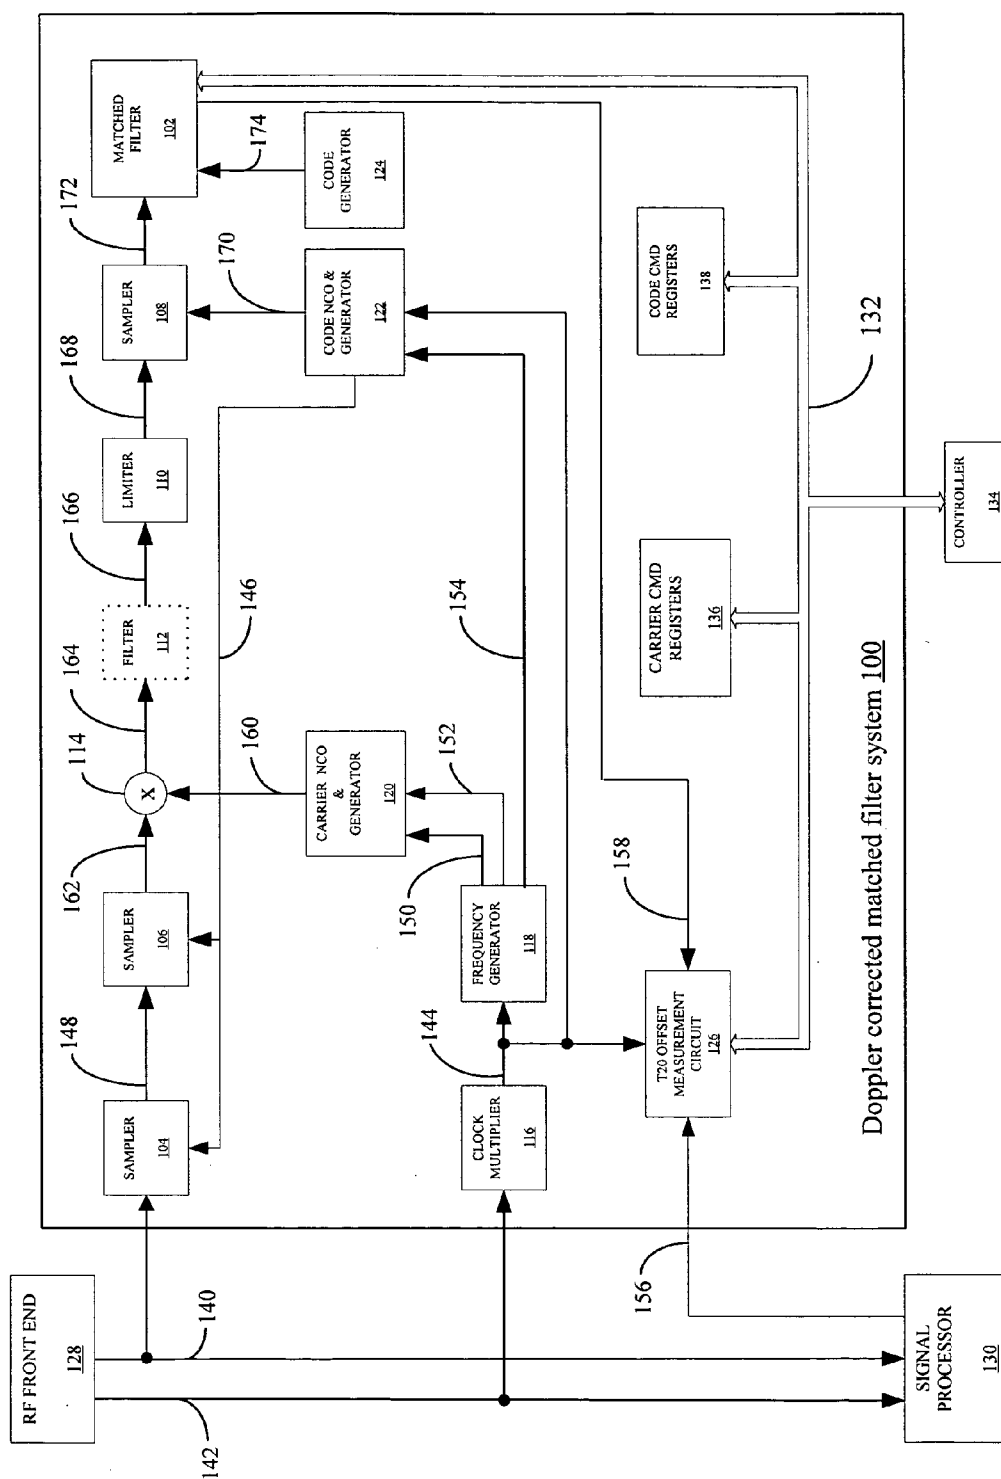 RF FRONT END
128
142
140
SIGNAL
PROCESSOR
130
156
SAMPLER
104
148
SAMPLER
106
162
114
X
164
FILTER
112
166
LIMITER
110
168
SAMPLER
108
172
MATCHED
FILTER
102
174
CODE
GENERATOR
124
170
CODE NCO &
GENERATOR
122
146
160
CARRIER NCO
&
GENERATOR
120
152
150
154
FREQUENCY
GENERATOR
118
144
CLOCK
MULTIPLIER
116
158
T20 OFFSET
MEASUREMENT
CIRCUIT
126
CARRIER CMD
REGISTERS
136
CODE CMD
REGISTERS
138
132
CONTROLLER
134
Doppler corrected matched filter system 100